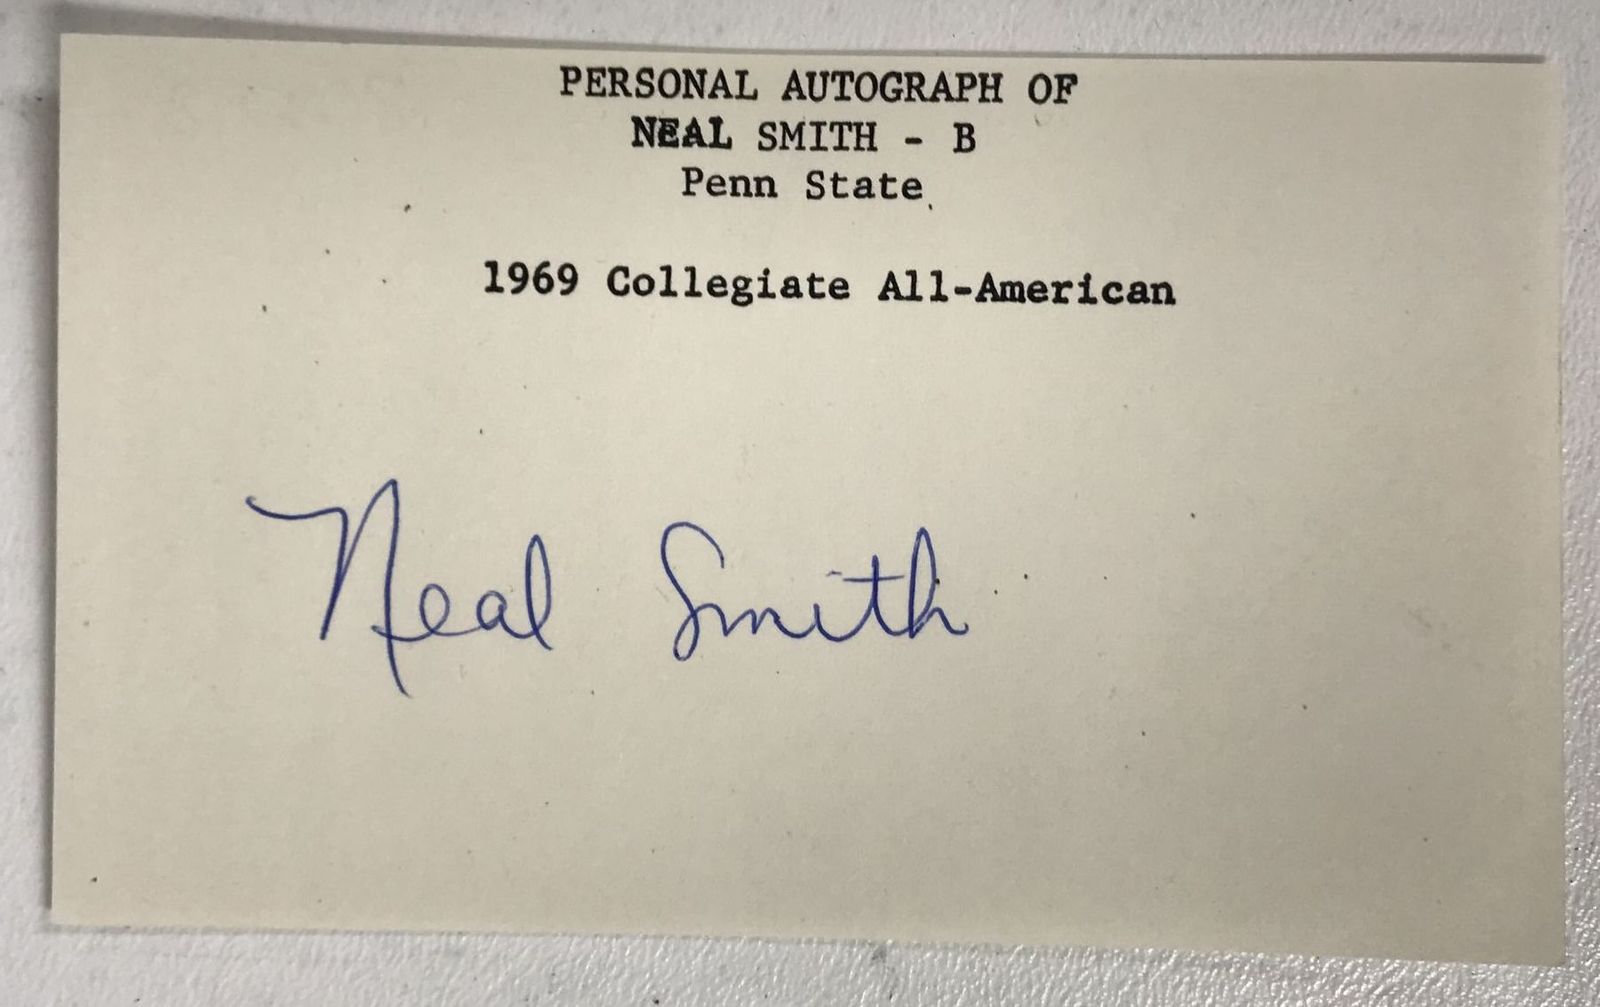 PERSONAL AUTOGRAPH OF
NEAL SMITH - B
Penn State
1969 Collegiate All-American
Neal Smith